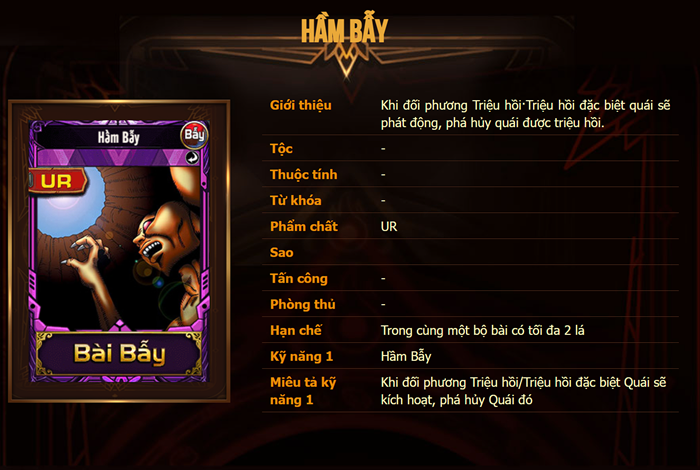 HẦM BẪY
Hầm Bẫy
Bẫy
UR
Bài Bẫy
Giới thiệu
Khi đối phương Triệu hồi·Triệu hồi đặc biệt quái sẽ
phát động, phá hủy quái được triệu hồi.
Tộc
-
Thuộc tính
-
Từ khóa
-
Phẩm chất
UR
Sao
Tấn công
-
Phòng thủ
-
Hạn chế
Trong cùng một bộ bài có tối đa 2 lá
Kỹ năng 1
Hầm Bẫy
Miêu tả kỹ
năng 1
Khi đối phương Triệu hồi/Triệu hồi đặc biệt Quái sẽ
kích hoạt, phá hủy Quái đó